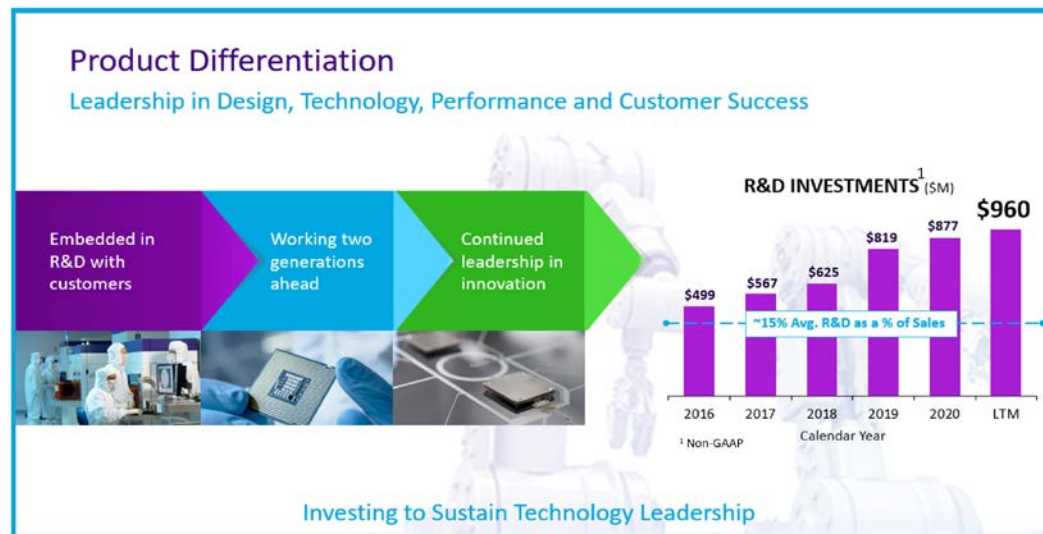 Product Differentiation
Leadership in Design, Technology, Performance and Customer Success
Embedded in
R&D with
customers
Working two
generations
ahead
Continued
leadership in
innovation
R&D INVESTMENTS1 ($M)
$499
$567
$625
$819
$877
$960
~15% Avg. R&D as a % of Sales
2016
2017
2018
2019
2020
LTM
1 Non-GAAP
Calendar Year
Investing to Sustain Technology Leadership